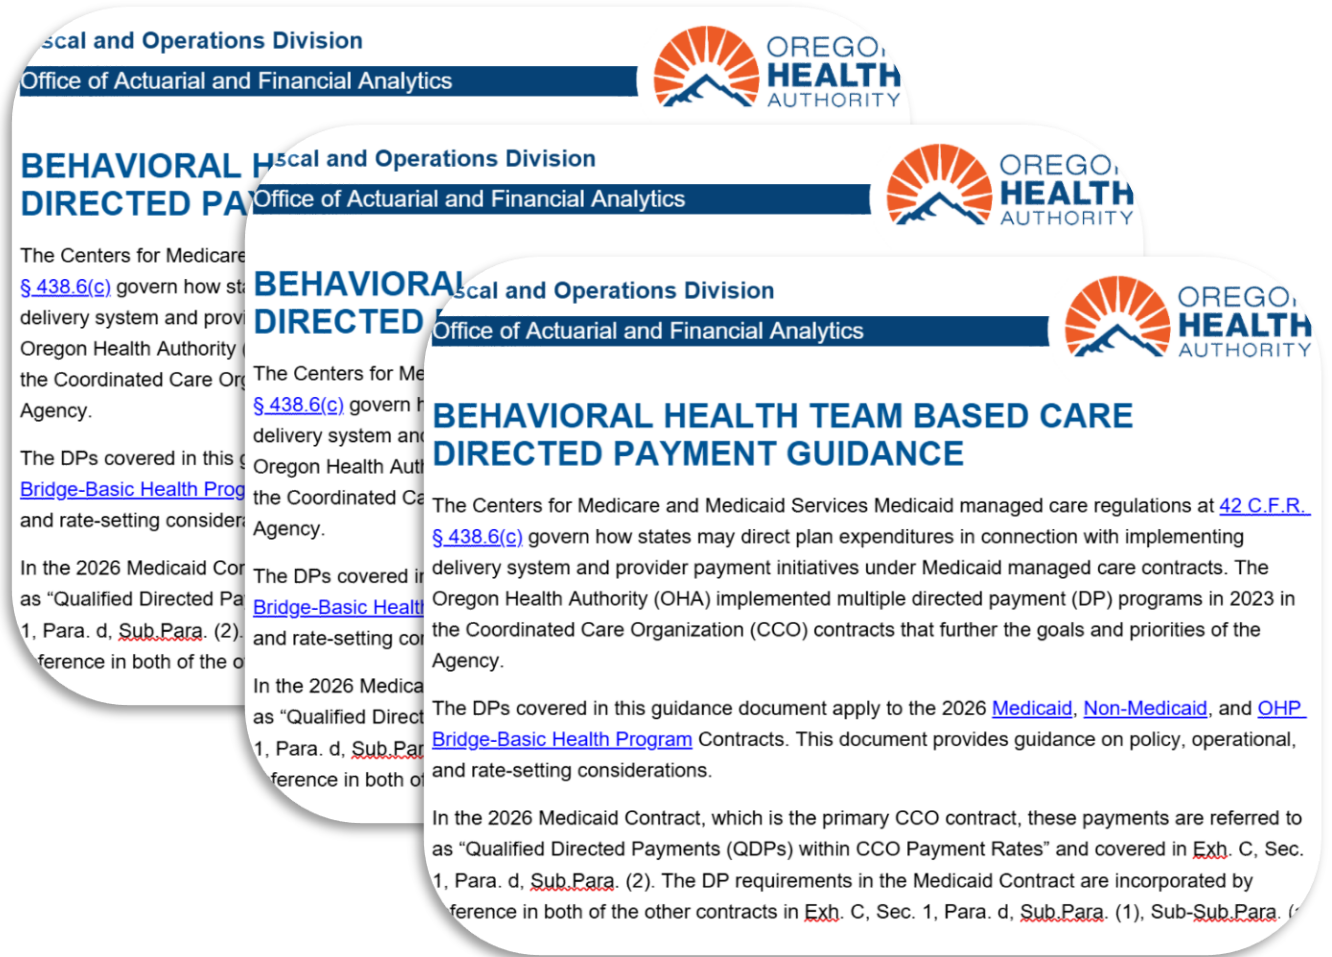 scal and Operations Division
Office of Actuarial and Financial Analytics
OREGO
HEALTH
AUTHORITY
BEHAVIORAL H
DIRECTED PA
The Centers for Medicare
§ 438.6(c) govern how sta
delivery system and provi
Oregon Health Authority (
the Coordinated Care Org
Agency.
The DPs covered in this g
Bridge-Basic Health Prog
and rate-setting considera
In the 2026 Medicaid Con
as “Qualified Directed Pa
1, Para. d, Sub.Para. (2).
ference in both of the o
scal and Operations Division
Office of Actuarial and Financial Analytics
OREGO
HEALTH
AUTHORITY
BEHAVIORAL
DIRECTED
The Centers for Me
§ 438.6(c) govern h
delivery system and
Oregon Health Auth
the Coordinated Ca
Agency.
The DPs covered in
Bridge-Basic Health
and rate-setting con
In the 2026 Medica
as “Qualified Direct
1, Para. d, Sub.Par
ference in both of
scal and Operations Division
Office of Actuarial and Financial Analytics
OREGO
HEALTH
AUTHORITY
BEHAVIORAL HEALTH TEAM BASED CARE
DIRECTED PAYMENT GUIDANCE
The Centers for Medicare and Medicaid Services Medicaid managed care regulations at 42 C.F.R.
§ 438.6(c) govern how states may direct plan expenditures in connection with implementing
delivery system and provider payment initiatives under Medicaid managed care contracts. The
Oregon Health Authority (OHA) implemented multiple directed payment (DP) programs in 2023 in
the Coordinated Care Organization (CCO) contracts that further the goals and priorities of the
Agency.
The DPs covered in this guidance document apply to the 2026 Medicaid, Non-Medicaid, and OHP
Bridge-Basic Health Program Contracts. This document provides guidance on policy, operational,
and rate-setting considerations.
In the 2026 Medicaid Contract, which is the primary CCO contract, these payments are referred to
as “Qualified Directed Payments (QDPs) within CCO Payment Rates” and covered in Exh. C, Sec.
1, Para. d, Sub.Para. (2). The DP requirements in the Medicaid Contract are incorporated by
ference in both of the other contracts in Exh. C, Sec. 1, Para. d, Sub.Para. (1), Sub-Sub.Para. (